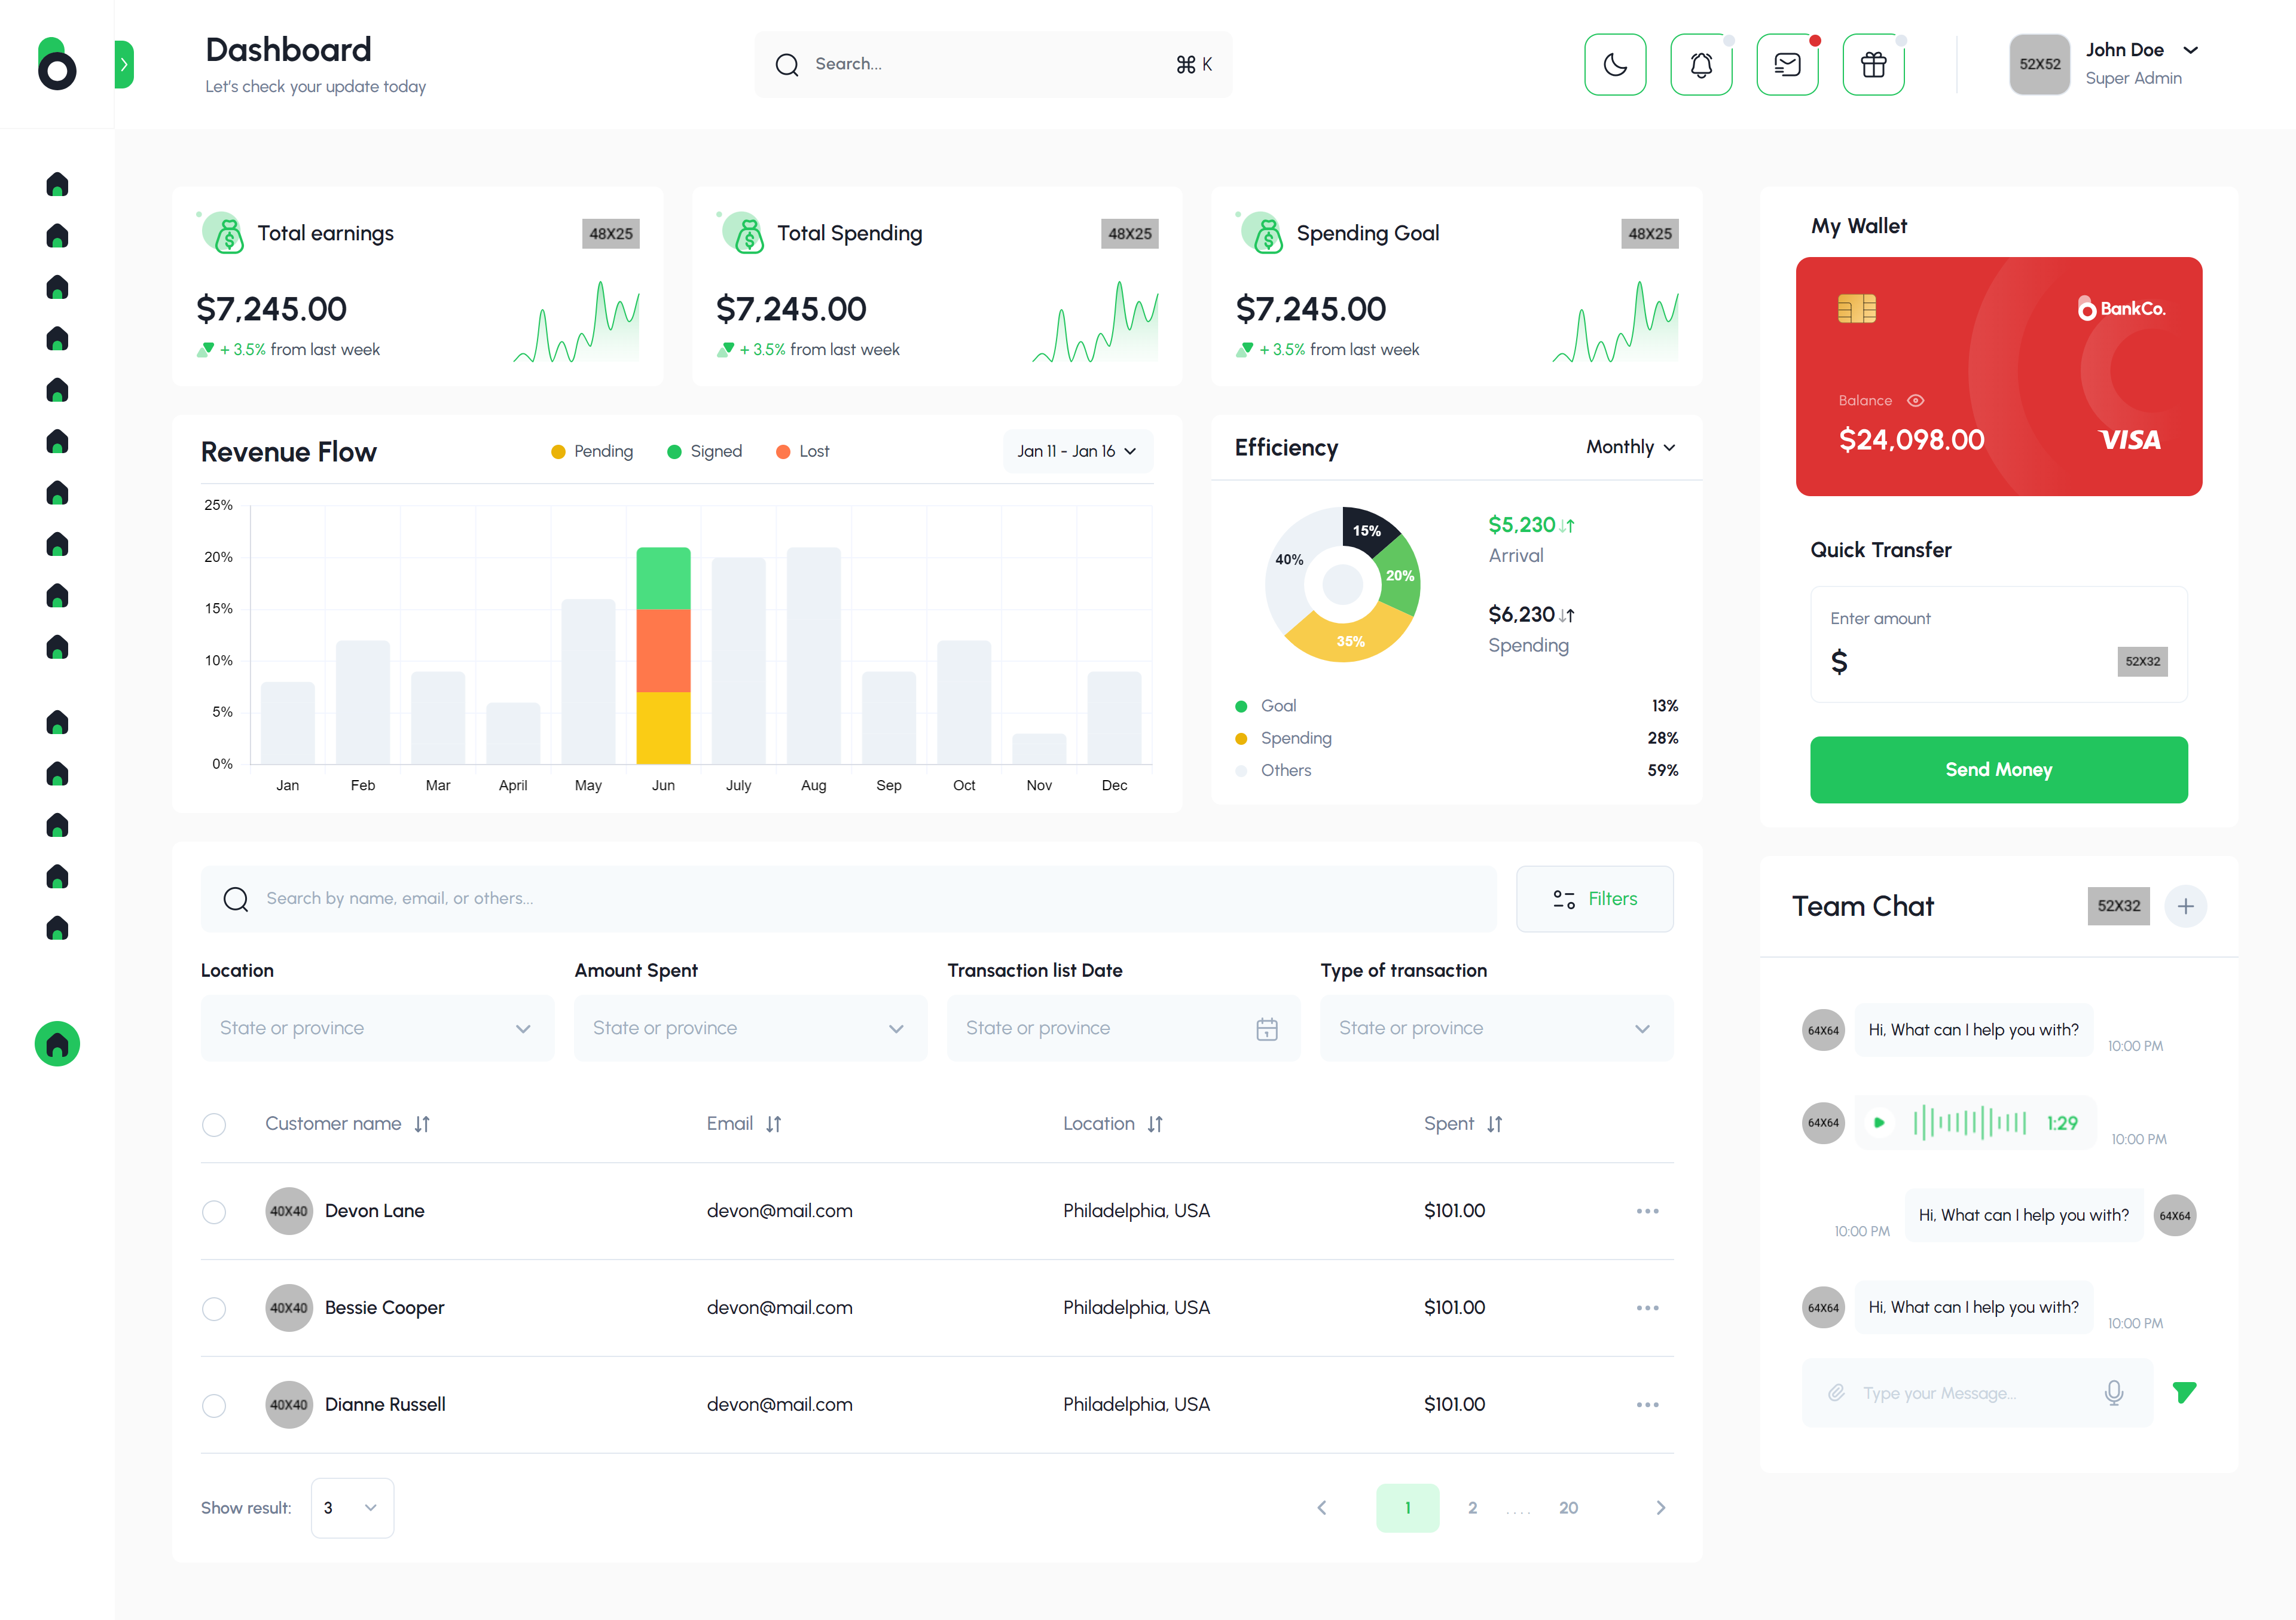 Dashboard
Let's check your update today
Search...
⌘ K
52X52
John Doe
Super Admin
Total earnings
48X25
$7,245.00
+ 3.5% from last week
Total Spending
48X25
$7,245.00
+ 3.5% from last week
Spending Goal
48X25
$7,245.00
+ 3.5% from last week
My Wallet
BankCo.
Balance
$24,098.00
VISA
Revenue Flow
Pending
Signed
Lost
Jan 11 - Jan 16
25%
20%
15%
10%
5%
0%
Jan
Feb
Mar
April
May
Jun
July
Aug
Sep
Oct
Nov
Dec
Efficiency
Monthly
15%
20%
35%
40%
$5,230
Arrival
$6,230
Spending
Goal
13%
Spending
28%
Others
59%
Quick Transfer
Enter amount
$
52X32
Send Money
Search by name, email, or others...
Filters
Location
Amount Spent
Transaction list Date
Type of transaction
State or province
State or province
State or province
1
State or province
Customer name
Email
Location
Spent
40X40
Devon Lane
devon@mail.com
Philadelphia, USA
$101.00
40X40
Bessie Cooper
devon@mail.com
Philadelphia, USA
$101.00
40X40
Dianne Russell
devon@mail.com
Philadelphia, USA
$101.00
Show result:
3
1
2
. . . .
20
Team Chat
52X32
64X64
Hi, What can I help you with?
10:00 PM
64X64
1:29
10:00 PM
10:00 PM
Hi, What can I help you with?
64X64
64X64
Hi, What can I help you with?
10:00 PM
Type your Message...